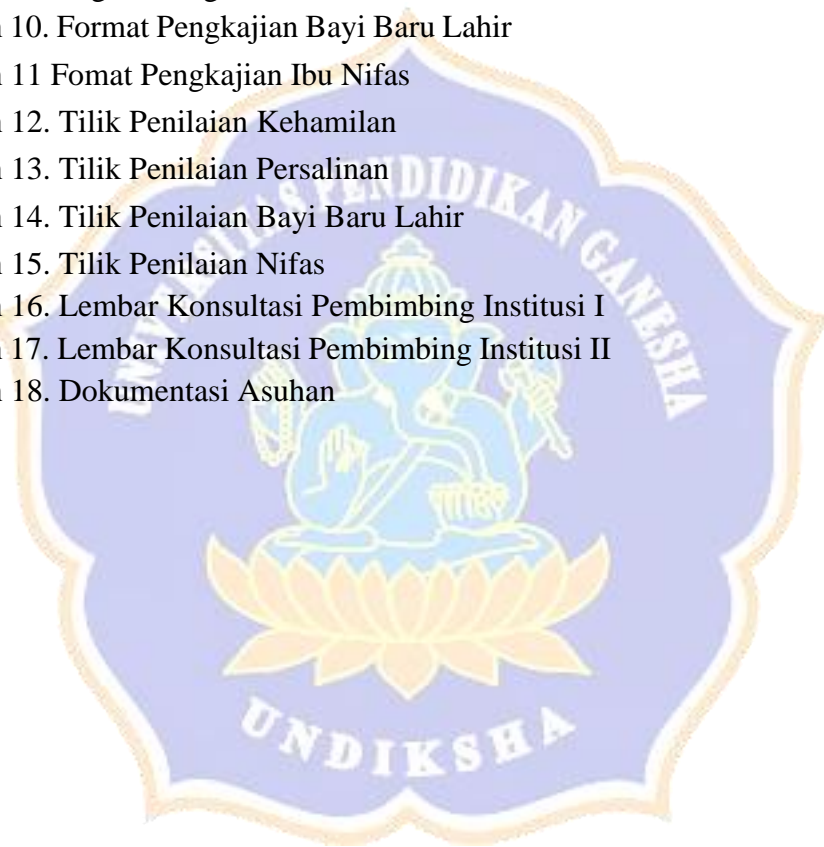 n 10. Format Pengkajian Bayi Baru Lahir
n 11 Fomat Pengkajian Ibu Nifas
n 12. Tilik Penilaian Kehamilan
n 13. Tilik Penilaian Persalinan
n 14. Tilik Penilaian Bayi Baru Lahir
n 15. Tilik Penilaian Nifas
n 16. Lembar Konsultasi Pembimbing Institusi I
n 17. Lembar Konsultasi Pembimbing Institusi II
n 18. Dokumentasi Asuhan
UNIVERSITAS PENDIDIKAN GANESHA
UNDIKSHA